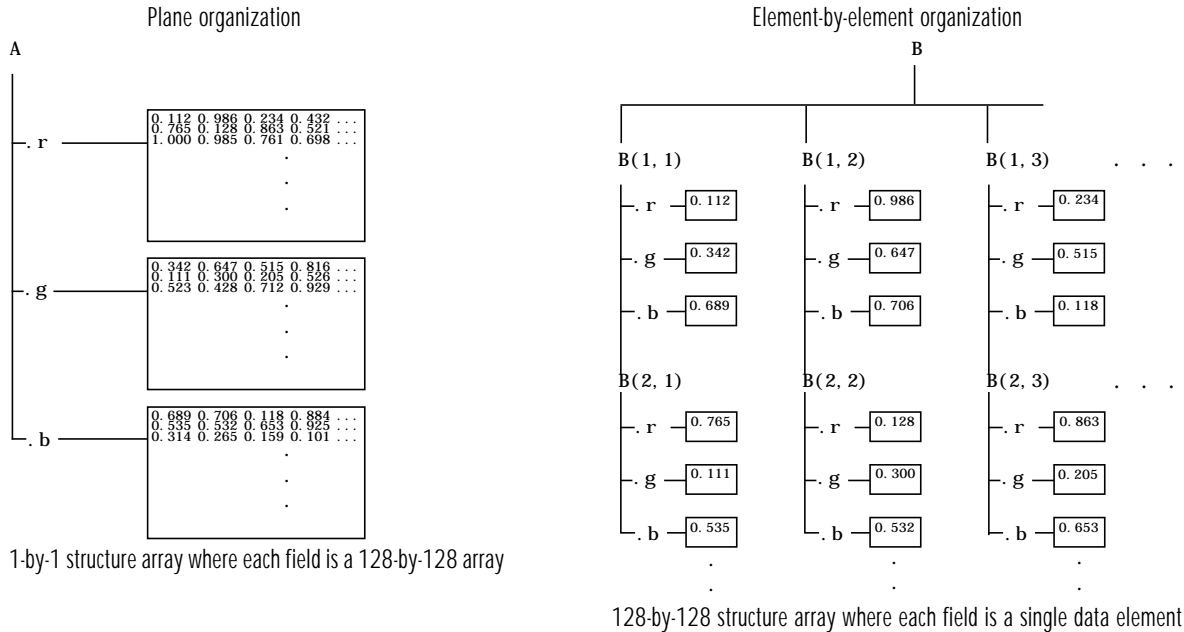 Plane organization
A
. r
0. 112 0. 986 0. 234 0. 432 . . .
0. 765 0. 128 0. 863 0. 521 . . .
1. 000 0. 985 0. 761 0. 698 . . .
.
.
.
. g
0. 342 0. 647 0. 515 0. 816 . . .
0. 111 0. 300 0. 205 0. 526 . . .
0. 523 0. 428 0. 712 0. 929 . . .
.
.
.
. b
0. 689 0. 706 0. 118 0. 884 . . .
0. 535 0. 532 0. 653 0. 925 . . .
0. 314 0. 265 0. 159 0. 101 . . .
.
.
.
1-by-1 structure array where each field is a 128-by-128 array
Element-by-element organization
B
B(1, 1) B(1, 2) B(1, 3) . . .
. r 0. 112 . r 0. 986 . r 0. 234
. g 0. 342 . g 0. 647 . g 0. 515
. b 0. 689 . b 0. 706 . b 0. 118
B(2, 1) B(2, 2) B(2, 3) . . .
. r 0. 765 . r 0. 128 . r 0. 863
. g 0. 111 . g 0. 300 . g 0. 205
. b 0. 535 . b 0. 532 . b 0. 653
. . .
. . .
128-by-128 structure array where each field is a single data element